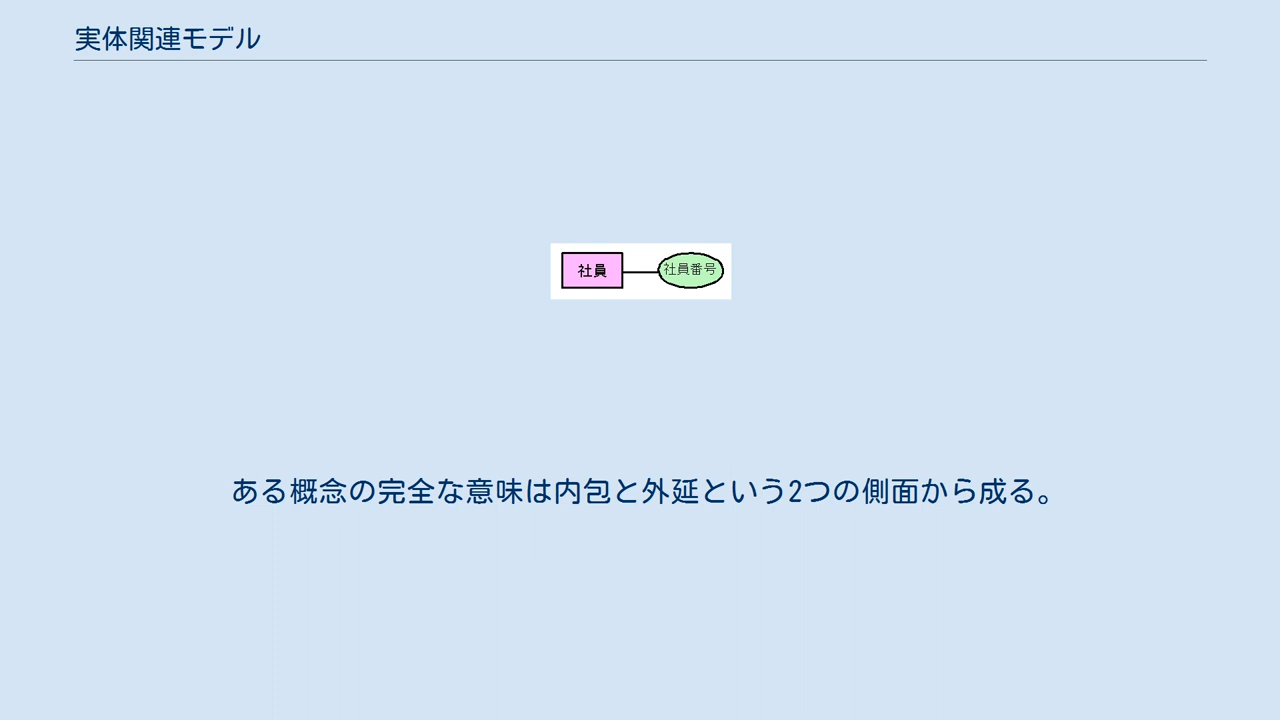 実体関連モデル
社員
社員番号
ある概念の完全な意味は内包と外延という2つの側面から成る。